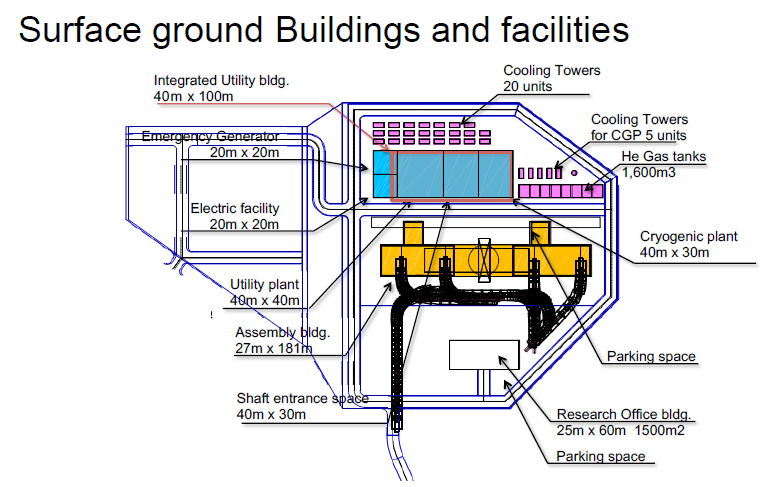 Surface ground Buildings and facilities
Integrated Utility bldg.
40m x 100m
Cooling Towers
20 units
Cooling Towers
for CGP 5 units
He Gas tanks
1,600m3
Emergency Generator
20m x 20m
Electric facility
20m x 20m
Cryogenic plant
40m x 30m
Utility plant
40m x 40m
!
Assembly bldg.
27m x 181m
Parking space
Shaft entrance space
40m x 30m
Research Office bldg.
25m x 60m 1500m2
Parking space